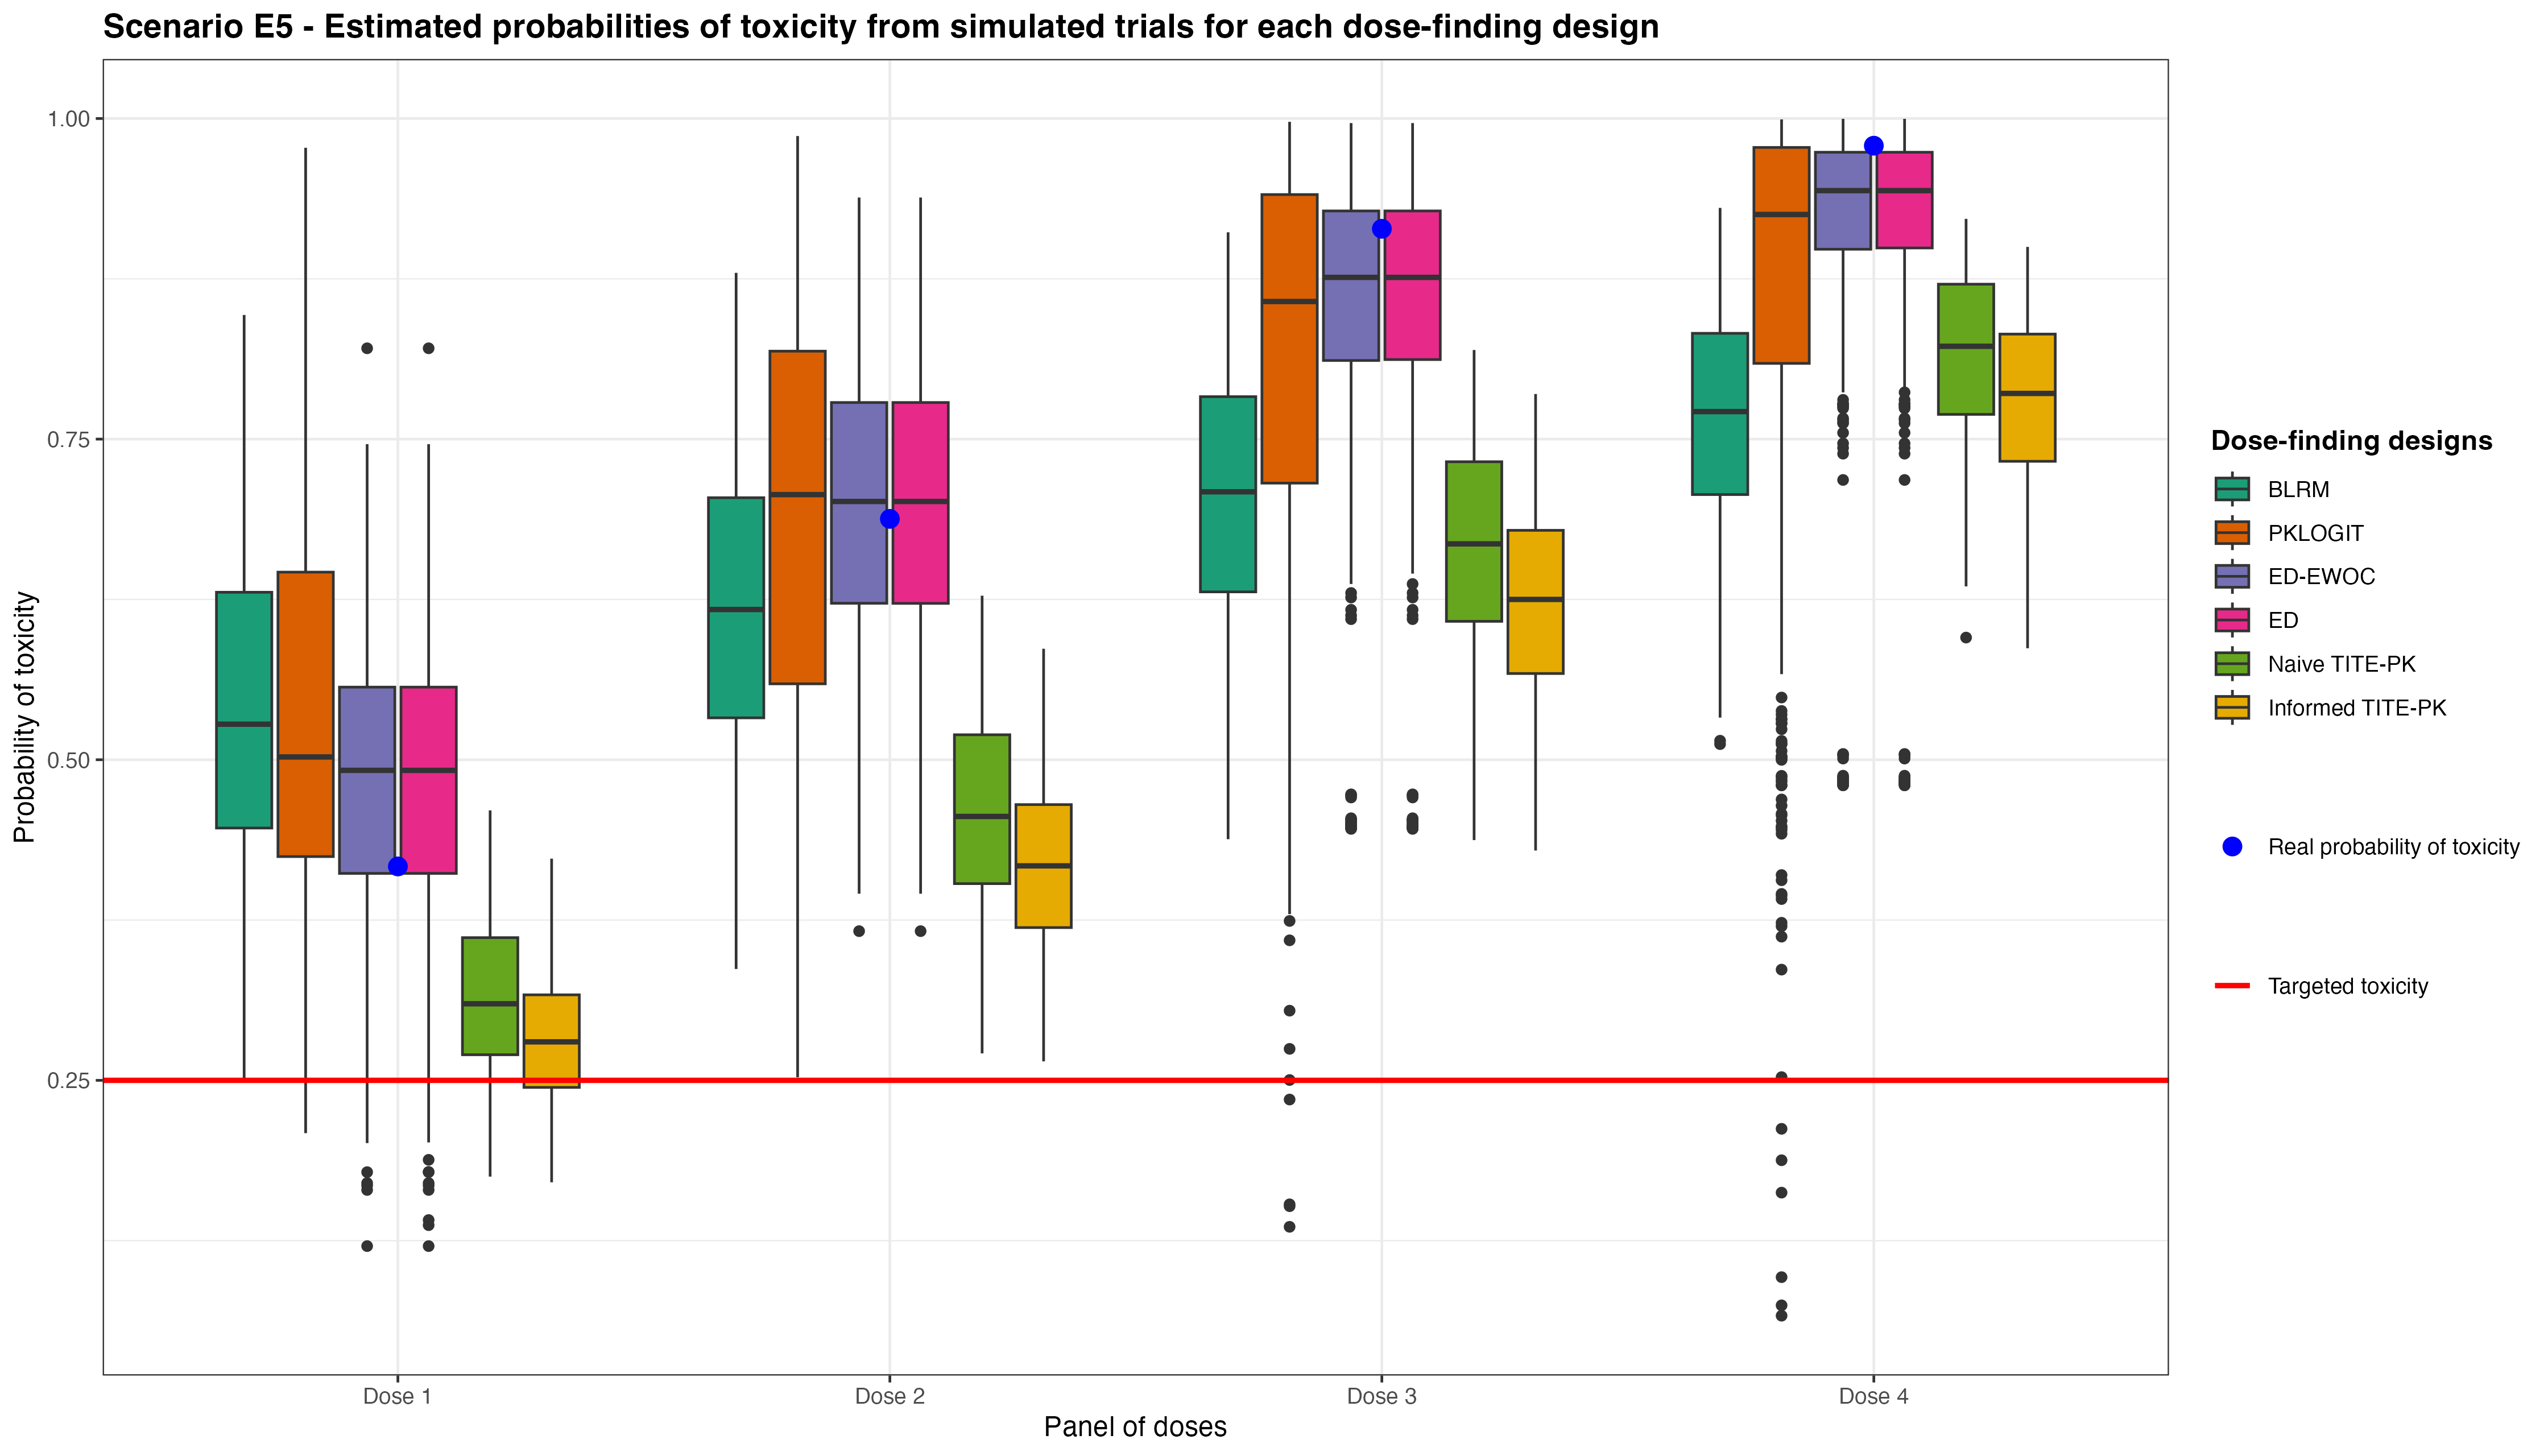 Scenario E5 - Estimated probabilities of toxicity from simulated trials for each dose-finding design
Probability of toxicity
1.00
0.75
0.50
0.25
Dose 1
Dose 2
Dose 3
Dose 4
Panel of doses
Dose-finding designs
BLRM
PKLOGIT
ED-EWOC
ED
Naive TITE-PK
Informed TITE-PK
Real probability of toxicity
Targeted toxicity